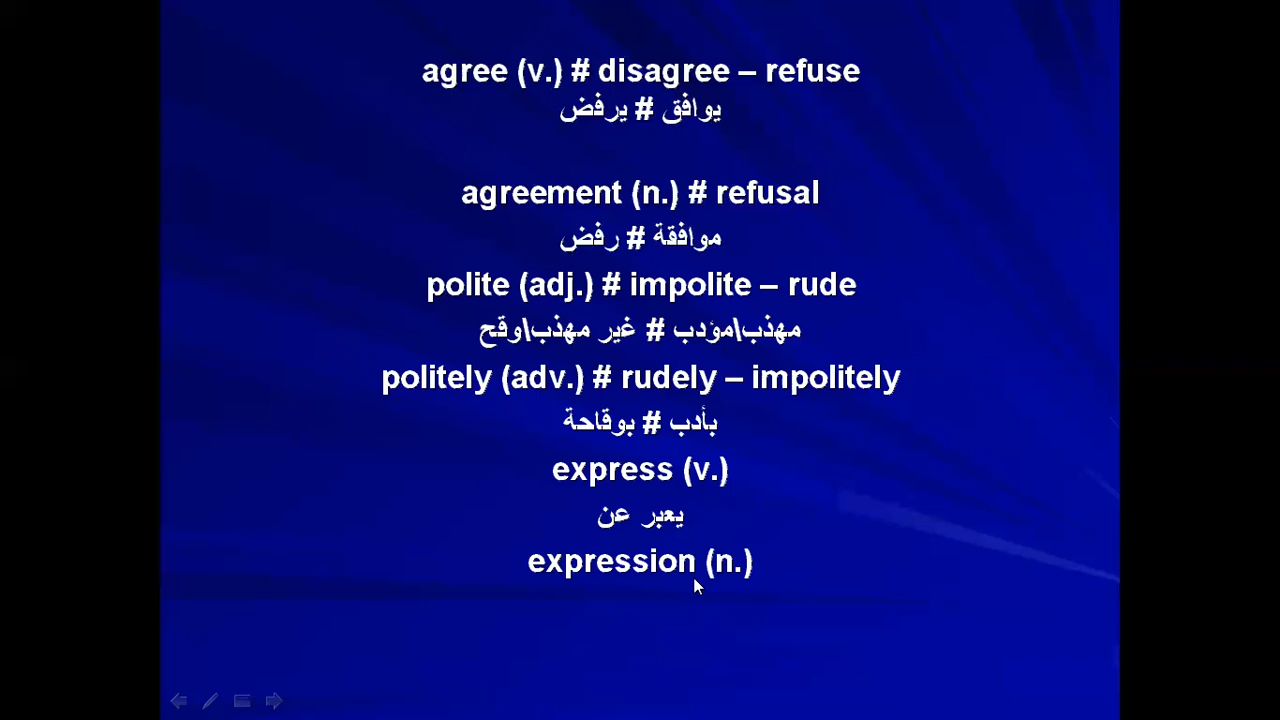 agree (v.) # disagree – refuse
يوافق # يرفض
agreement (n.) # refusal
موافقة # رفض
polite (adj.) # impolite – rude
مهذب\مؤدب # غير مهذب\وقح
politely (adv.) # rudely – impolitely
بأدب # بوقاحة
express (v.)
يعبر عن
expression (n.)